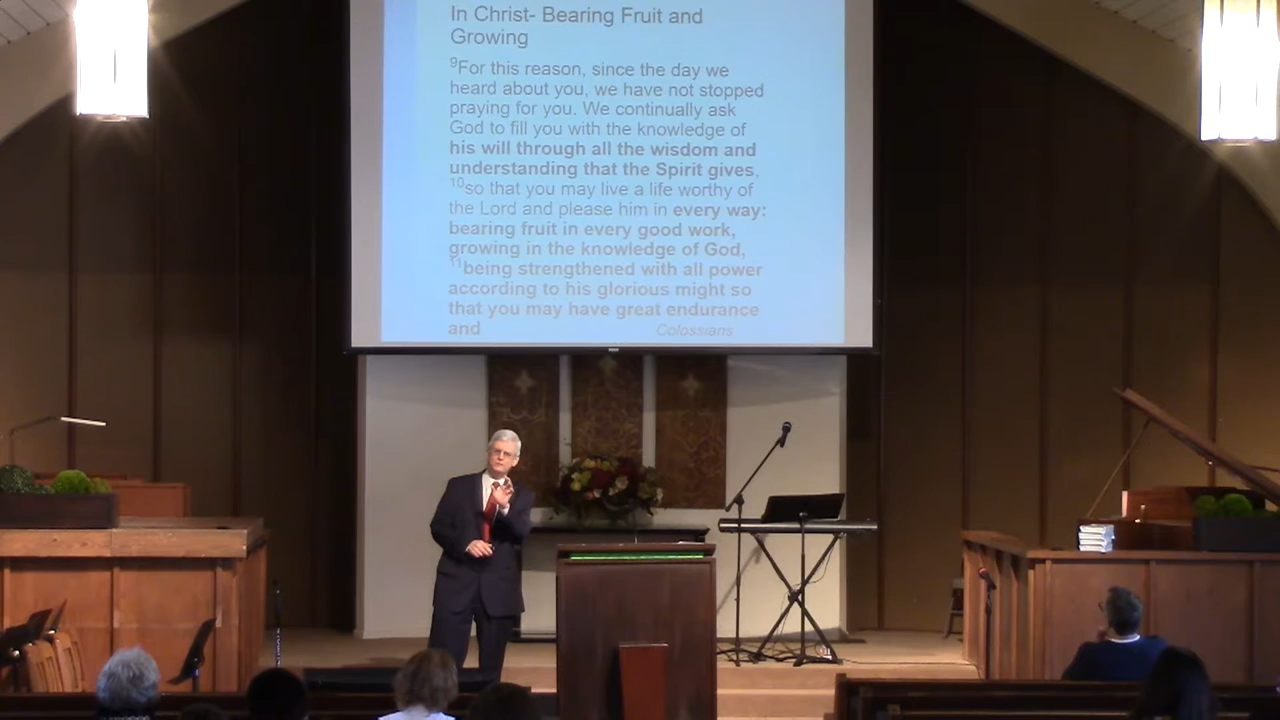 In Christ- Bearing Fruit and
Growing
⁹For this reason, since the day we
heard about you, we have not stopped
praying for you. We continually ask
God to fill you with the knowledge of
his will through all the wisdom and
understanding that the Spirit gives,
¹⁰so that you may live a life worthy of
the Lord and please him in every way:
bearing fruit in every good work,
growing in the knowledge of God,
¹¹being strengthened with all power
according to his glorious might so
that you may have great endurance
and Colossians